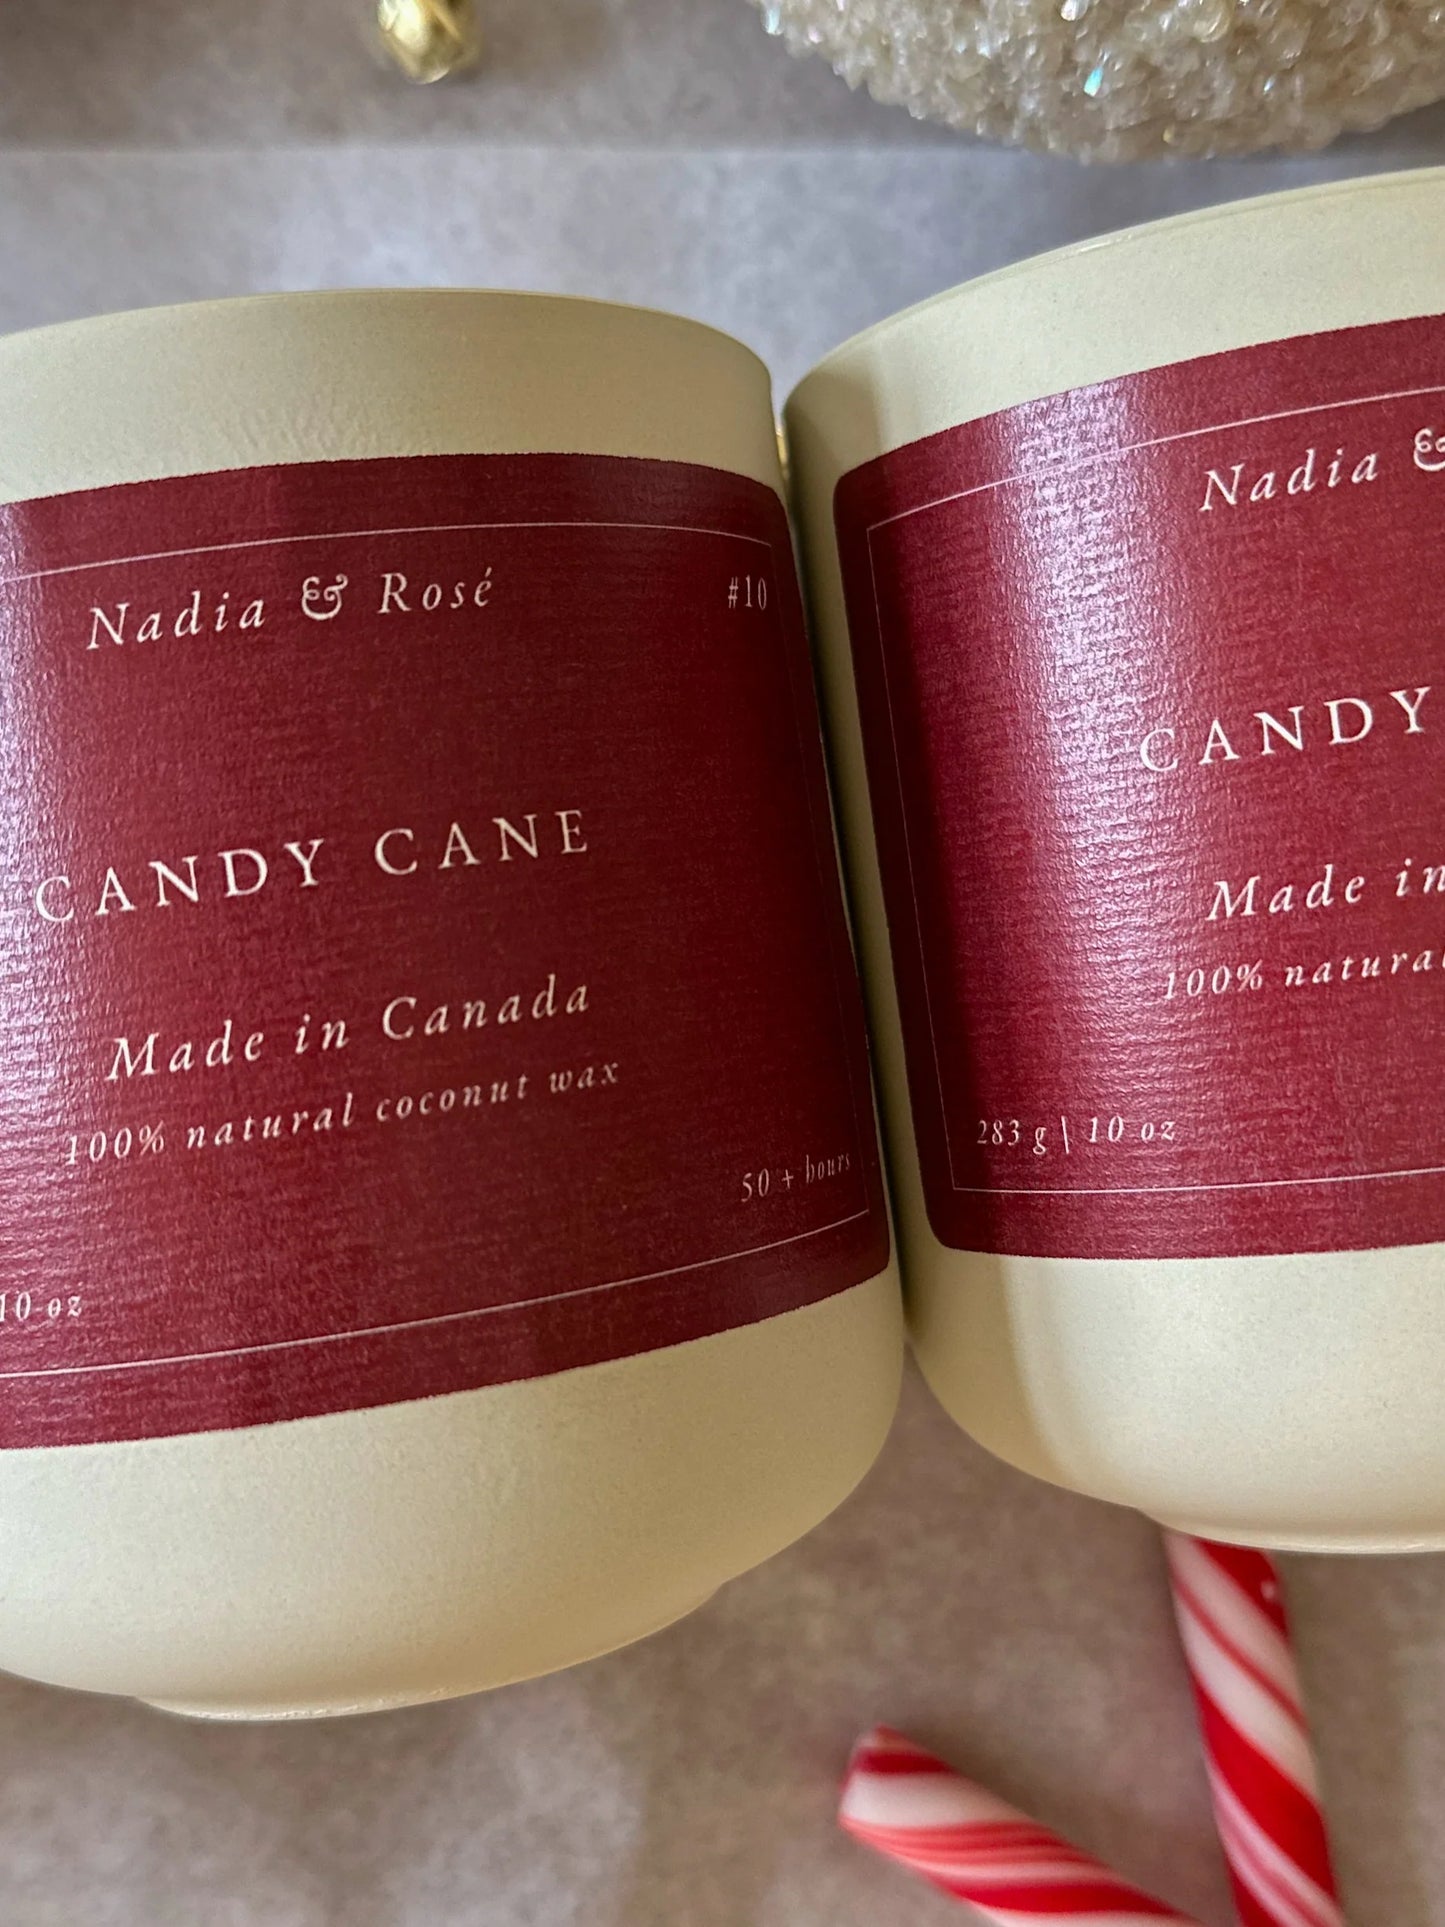 Nadia & Rosé
#10
CANDY CANE
Made in Canada
100% natural coconut wax
50 + hours
10 oz
Nadia &
CANDY
Made in
100% natural
283 g | 10 oz